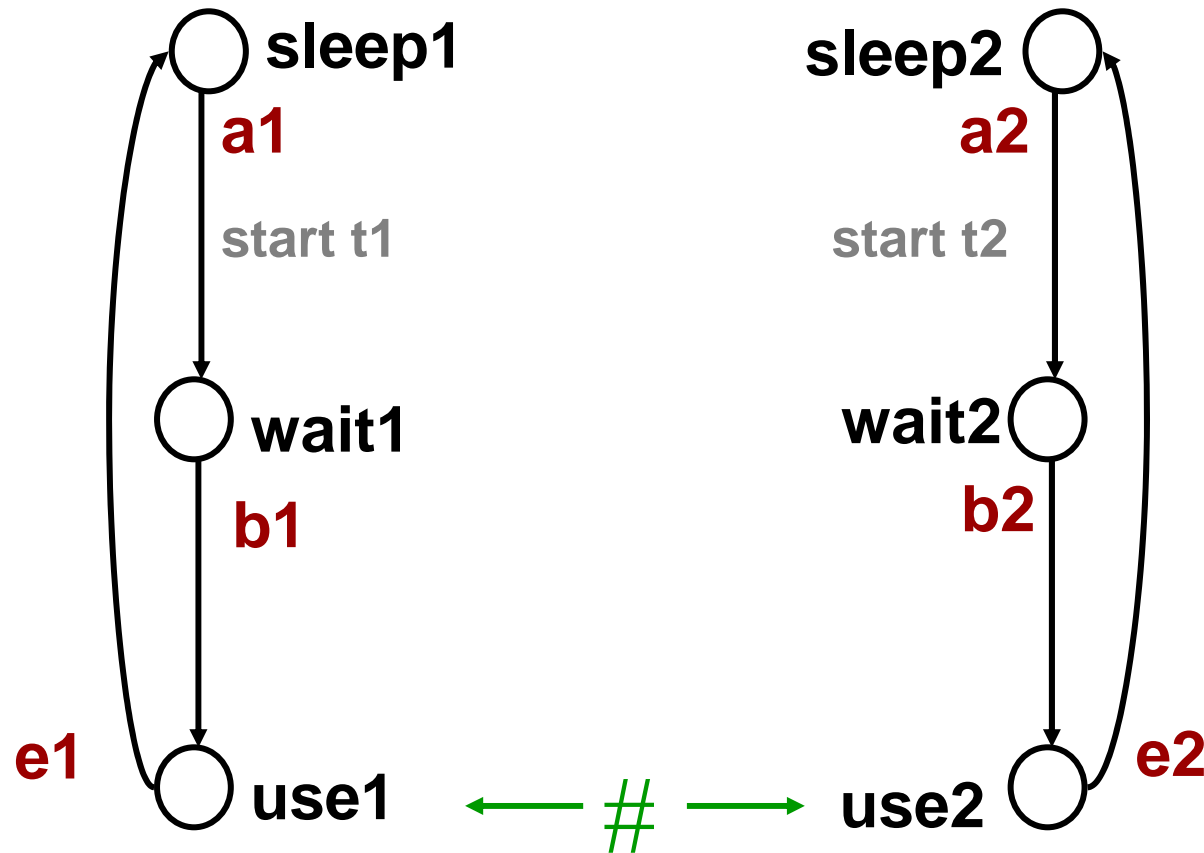 sleep1
sleep2
a1
a2
start t1
start t2
wait1
wait2
b1
b2
e1
e2
use1
#
use2